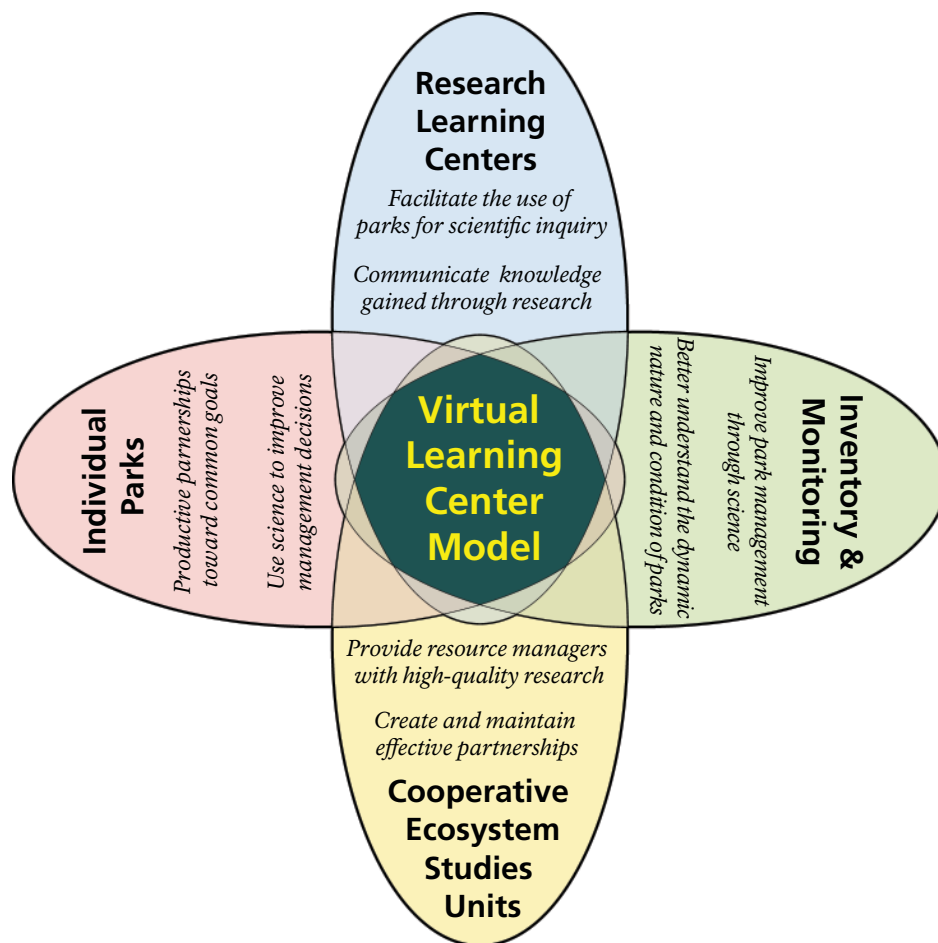 Research
Learning
Centers
Facilitate the use of
parks for scientific inquiry
Communicate knowledge
gained through research
Individual
Parks
Productive parnerships
toward common goals
Use science to improve
management decisions
Virtual
Learning
Center
Model
Better understand the dynamic
nature and condition of parks
Improve park management
through science
Inventory &
Monitoring
Provide resource managers
with high-quality research
Create and maintain
effective partnerships
Cooperative
Ecosystem
Studies
Units